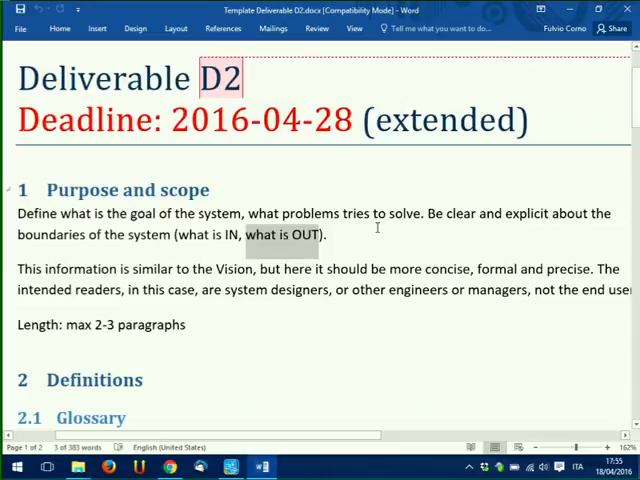 Template Deliverable D2.docx [Compatibility Mode] - Word
File Home Insert Design Layout References Mailings Review View Tell me what you want to do... Fulvio Corno Share
Deliverable D2
Deadline: 2016-04-28 (extended)
1 Purpose and scope
Define what is the goal of the system, what problems tries to solve. Be clear and explicit about the
boundaries of the system (what is IN, what is OUT).
This information is similar to the Vision, but here it should be more concise, formal and precise. The
intended readers, in this case, are system designers, or other engineers or managers, not the end user
Length: max 2-3 paragraphs
2 Definitions
2.1 Glossary
Page 1 of 2 3 of 383 words English (United States) 162%
17:55
ITA
18/04/2016